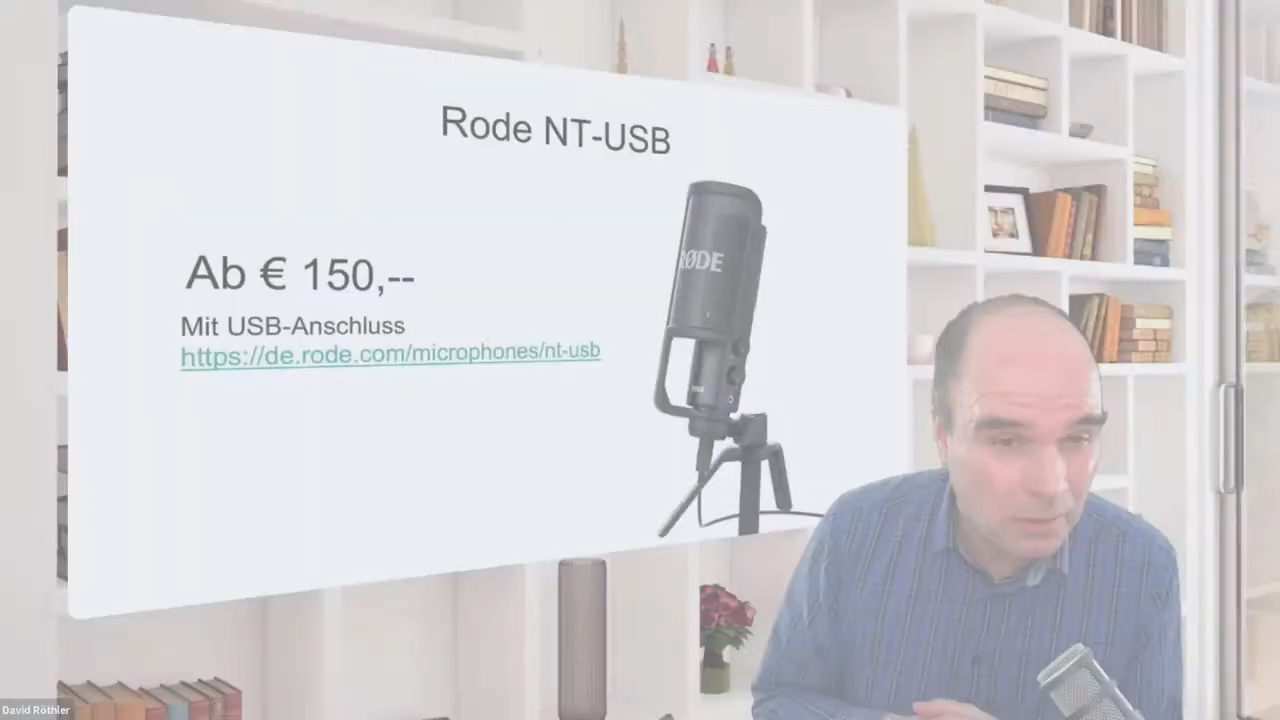 Rode NT-USB
RØDE
Ab € 150,--
Mit USB-Anschluss
https://de.rode.com/microphones/nt-usb
David Röthler